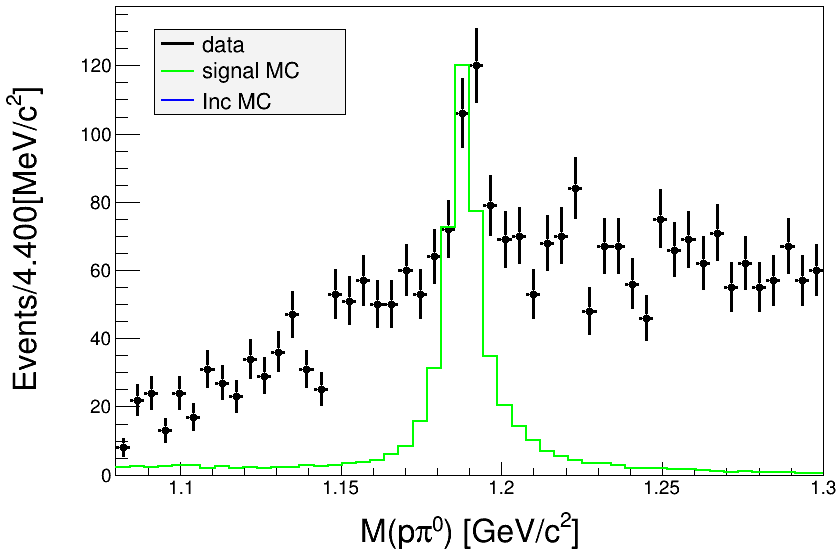 data
signal MC
Inc MC
Events/4.400[MeV/c²]
120
100
80
60
40
20
0
1.1 1.15 1.2 1.25 1.3
M(pπ⁰) [GeV/c²]